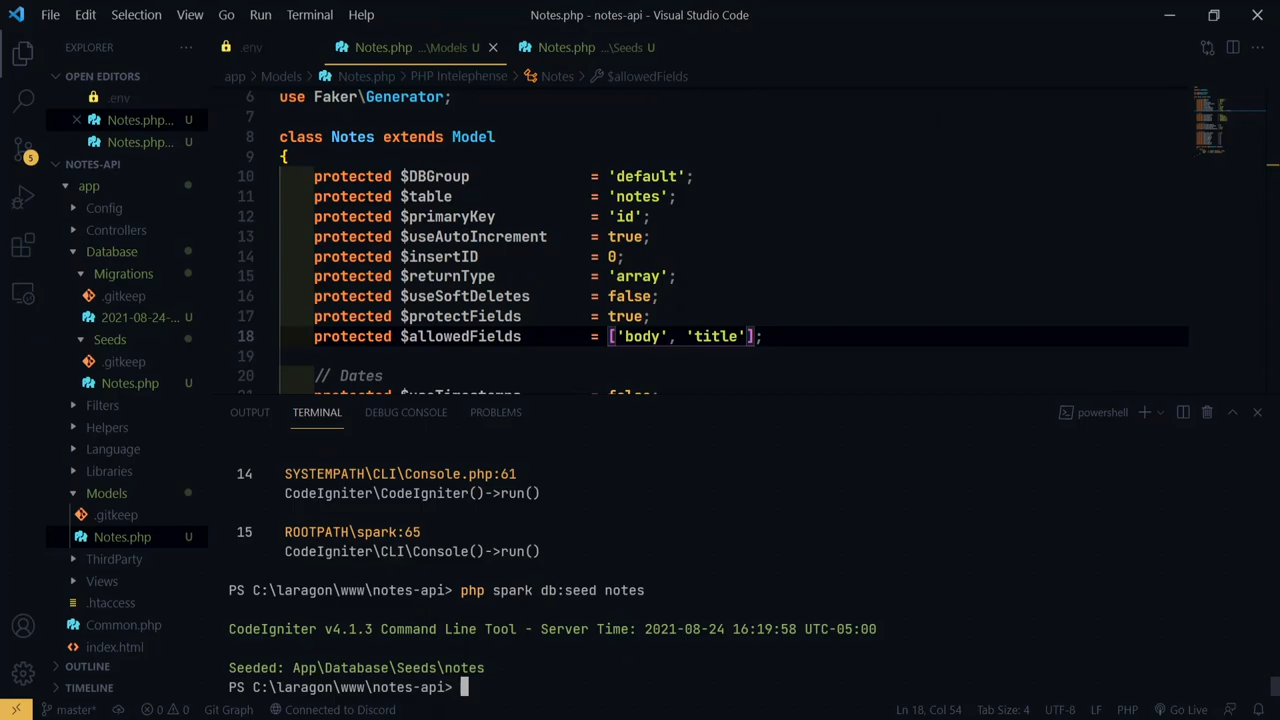 File Edit Selection View Go Run Terminal Help
Notes.php - notes-api - Visual Studio Code
EXPLORER
.env
Notes.php ...\Models U
Notes.php ...\Seeds U
OPEN EDITORS
.env
Notes.php... U
Notes.php... U
NOTES-API
app
Config
Controllers
Database
Migrations
.gitkeep
2021-08-24-...
Seeds
.gitkeep
Notes.php U
Filters
Helpers
Language
Libraries
Models
.gitkeep
Notes.php U
ThirdParty
Views
.htaccess
Common.php
index.html
OUTLINE
TIMELINE
5
app > Models > Notes.php > PHP Intelephense > Notes > $allowedFields
6 use Faker\Generator;
7
8 class Notes extends Model
9 {
10 protected $DBGroup = 'default';
11 protected $table = 'notes';
12 protected $primaryKey = 'id';
13 protected $useAutoIncrement = true;
14 protected $insertID = 0;
15 protected $returnType = 'array';
16 protected $useSoftDeletes = false;
17 protected $protectFields = true;
18 protected $allowedFields = ['body', 'title'];
19
20 // Dates
21 protected $useTimestamps = false;
OUTPUT TERMINAL DEBUG CONSOLE PROBLEMS
powershell
14 SYSTEMPATH\CLI\Console.php:61
CodeIgniter\CodeIgniter()->run()
15 ROOTPATH\spark:65
CodeIgniter\CLI\Console()->run()
PS C:\laragon\www\notes-api> php spark db:seed notes
CodeIgniter v4.1.3 Command Line Tool - Server Time: 2021-08-24 16:19:58 UTC-05:00
Seeded: App\Database\Seeds\notes
PS C:\laragon\www\notes-api>
master* 0 0 Git Graph Connected to Discord
Ln 18, Col 54 Tab Size: 4 UTF-8 LF PHP Go Live